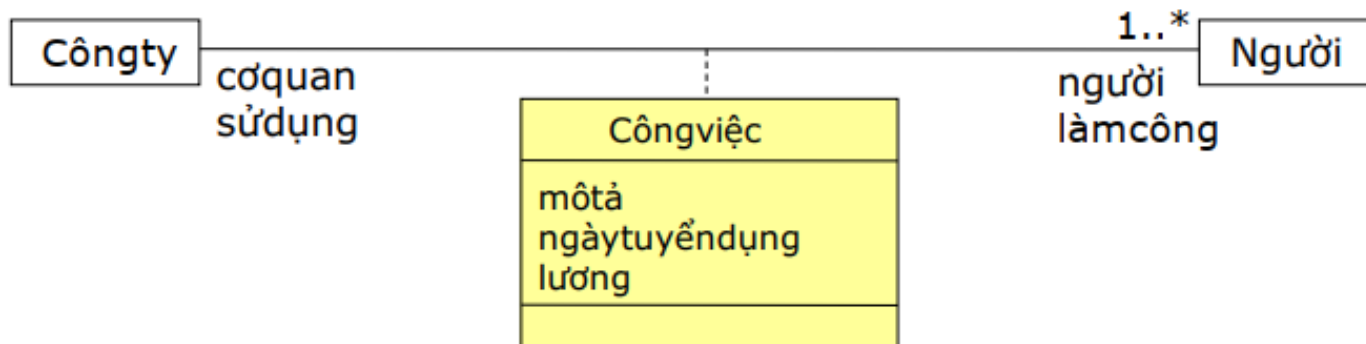 Côngty
1..*
Người
cơquan
sửdụng
người
làmcông
Côngviệc
môtả
ngàytuyểndụng
lương